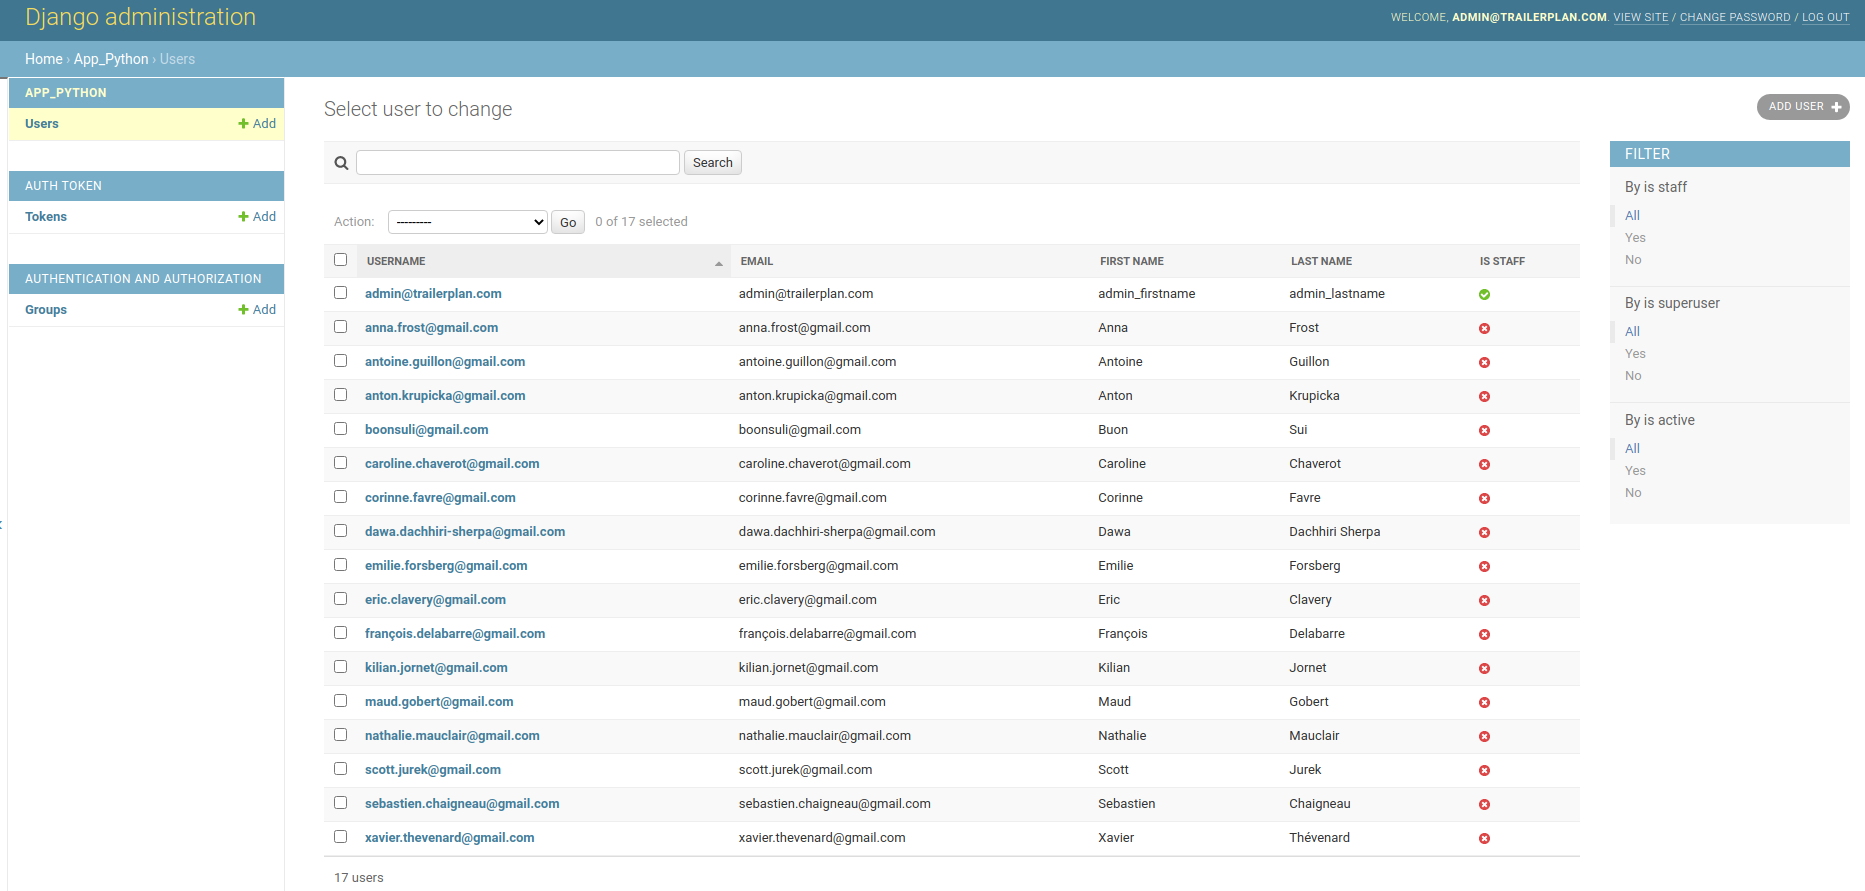 Django administration
WELCOME, ADMIN@TRAILERPLAN.COM. VIEW SITE / CHANGE PASSWORD / LOG OUT
Home › App_Python › Users
APP_PYTHON
Users Add
AUTH TOKEN
Tokens Add
AUTHENTICATION AND AUTHORIZATION
Groups Add
Select user to change
ADD USER
Search
Action: --------- Go 0 of 17 selected
USERNAME EMAIL FIRST NAME LAST NAME IS STAFF
admin@trailerplan.com admin@trailerplan.com admin_firstname admin_lastname
anna.frost@gmail.com anna.frost@gmail.com Anna Frost
antoine.guillon@gmail.com antoine.guillon@gmail.com Antoine Guillon
anton.krupicka@gmail.com anton.krupicka@gmail.com Anton Krupicka
boonsuli@gmail.com boonsuli@gmail.com Buon Sui
caroline.chaverot@gmail.com caroline.chaverot@gmail.com Caroline Chaverot
corinne.favre@gmail.com corinne.favre@gmail.com Corinne Favre
dawa.dachhiri-sherpa@gmail.com dawa.dachhiri-sherpa@gmail.com Dawa Dachhiri Sherpa
emilie.forsberg@gmail.com emilie.forsberg@gmail.com Emilie Forsberg
eric.clavery@gmail.com eric.clavery@gmail.com Eric Clavery
françois.delabarre@gmail.com françois.delabarre@gmail.com François Delabarre
kilian.jornet@gmail.com kilian.jornet@gmail.com Kilian Jornet
maud.gobert@gmail.com maud.gobert@gmail.com Maud Gobert
nathalie.mauclair@gmail.com nathalie.mauclair@gmail.com Nathalie Mauclair
scott.jurek@gmail.com scott.jurek@gmail.com Scott Jurek
sebastien.chaigneau@gmail.com sebastien.chaigneau@gmail.com Sebastien Chaigneau
xavier.thevenard@gmail.com xavier.thevenard@gmail.com Xavier Thévenard
17 users
FILTER
By is staff
All
Yes
No
By is superuser
All
Yes
No
By is active
All
Yes
No